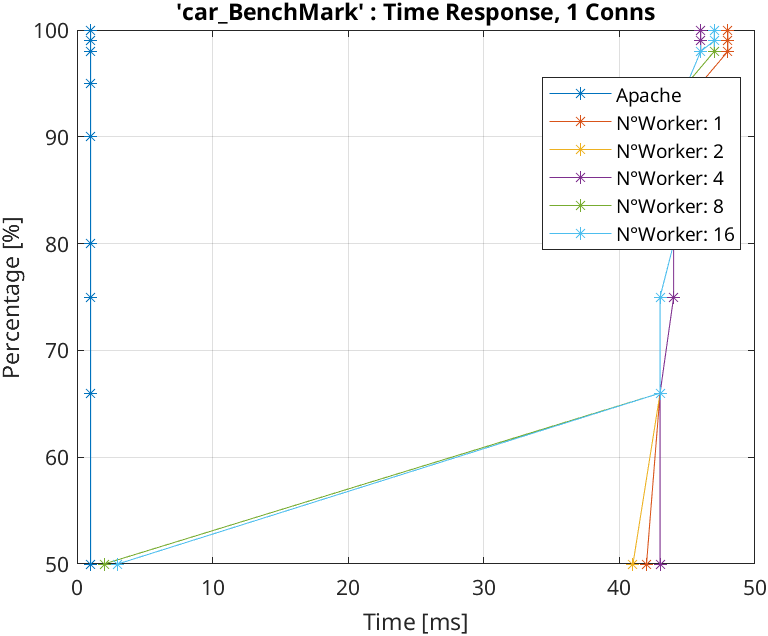 'car_BenchMark' : Time Response, 1 Conns
100
90
80
70
60
50
Percentage [%]
Apache
N°Worker: 1
N°Worker: 2
N°Worker: 4
N°Worker: 8
N°Worker: 16
0
10
20
30
40
50
Time [ms]